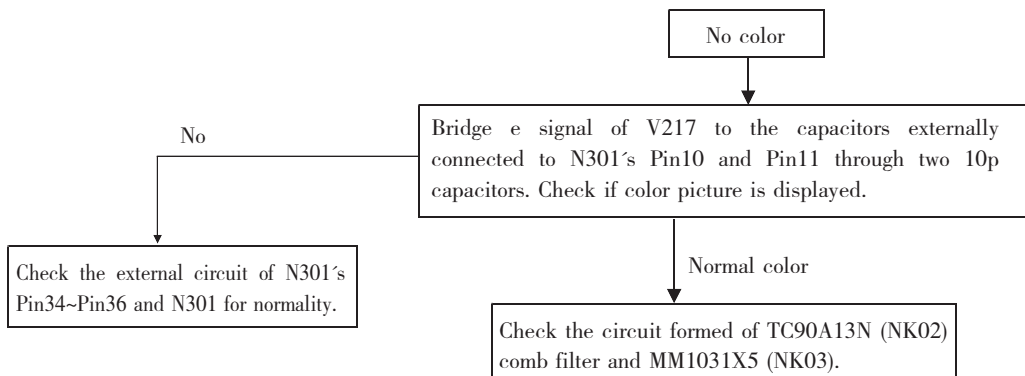 No color
Bridge e signal of V217 to the capacitors externally
connected to N301´s Pin10 and Pin11 through two 10p
capacitors. Check if color picture is displayed.
No
Check the external circuit of N301´s
Pin34~Pin36 and N301 for normality.
Normal color
Check the circuit formed of TC90A13N (NK02)
comb filter and MM1031X5 (NK03).